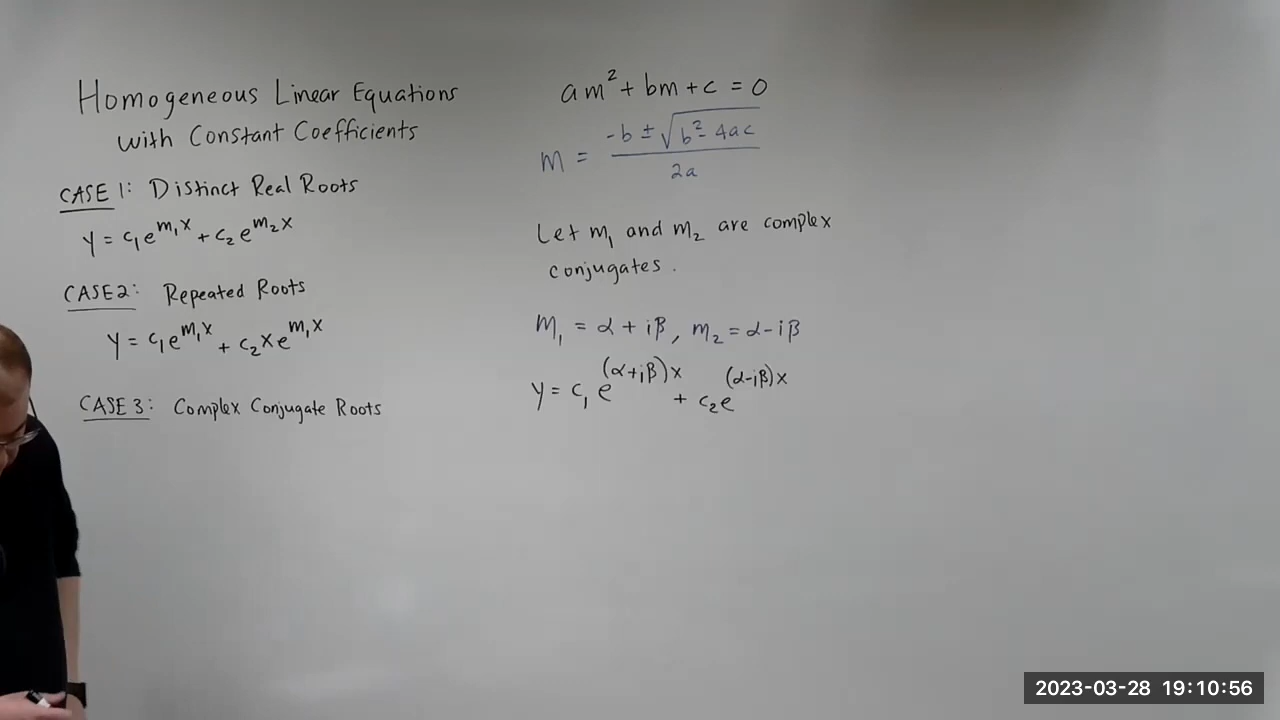 Homogeneous Linear Equations
with Constant Coefficients
CASE 1: Distinct Real Roots
y = c₁e^{m₁x} + c₂e^{m₂x}
CASE 2: Repeated Roots
y = c₁e^{m₁x} + c₂xe^{m₁x}
CASE 3: Complex Conjugate Roots
am² + bm + c = 0
m = \frac{-b ± \sqrt{b² - 4ac}}{2a}
Let m₁ and m₂ are complex
conjugates.
m₁ = α + iβ, m₂ = α - iβ
y = c₁e^{(α+iβ)x} + c₂e^{(α-iβ)x}
2023-03-28 19:10:56